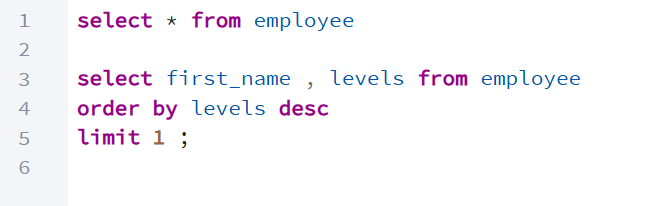 1 select * from employee
2
3 select first_name , levels from employee
4 order by levels desc
5 limit 1 ;
6